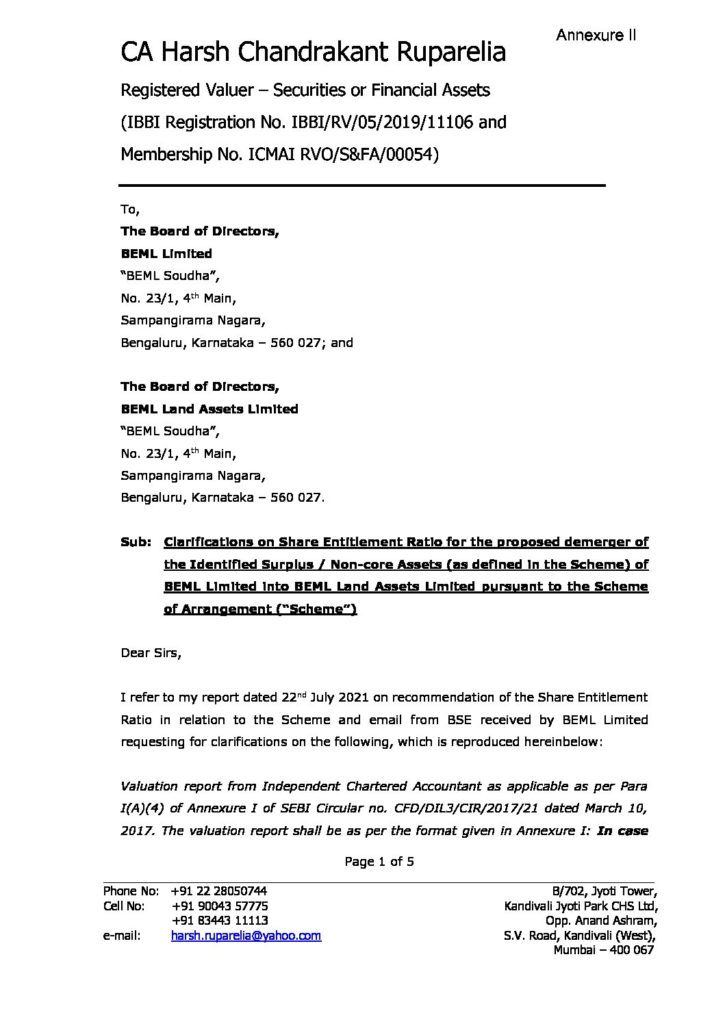 Annexure II
CA Harsh Chandrakant Ruparelia
Registered Valuer – Securities or Financial Assets
(IBBI Registration No. IBBI/RV/05/2019/11106 and
Membership No. ICMAI RVO/S&FA/00054)
To,
The Board of Directors,
BEML Limited
“BEML Soudha”,
No. 23/1, 4th Main,
Sampangirama Nagara,
Bengaluru, Karnataka – 560 027; and
The Board of Directors,
BEML Land Assets Limited
“BEML Soudha”,
No. 23/1, 4th Main,
Sampangirama Nagara,
Bengaluru, Karnataka – 560 027.
Sub: Clarifications on Share Entitlement Ratio for the proposed demerger of
the Identified Surplus / Non-core Assets (as defined in the Scheme) of
BEML Limited into BEML Land Assets Limited pursuant to the Scheme
of Arrangement (“Scheme”)
Dear Sirs,
I refer to my report dated 22nd July 2021 on recommendation of the Share Entitlement
Ratio in relation to the Scheme and email from BSE received by BEML Limited
requesting for clarifications on the following, which is reproduced hereinbelow:
Valuation report from Independent Chartered Accountant as applicable as per Para
I(A)(4) of Annexure I of SEBI Circular no. CFD/DIL3/CIR/2017/21 dated March 10,
2017. The valuation report shall be as per the format given in Annexure I: In case
Page 1 of 5
Phone No: +91 22 28050744
Cell No: +91 90043 57775
+91 83443 11113
e-mail: harsh.ruparelia@yahoo.com
B/702, Jyoti Tower,
Kandivali Jyoti Park CHS Ltd,
Opp. Anand Ashram,
S.V. Road, Kandivali (West),
Mumbai – 400 067